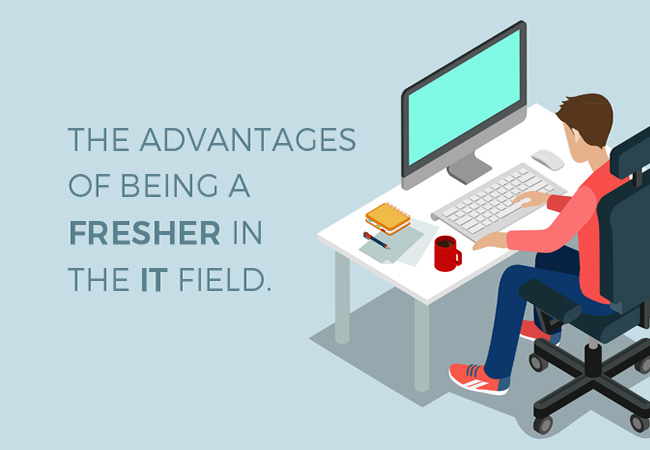 THE ADVANTAGES
OF BEING A
FRESHER IN
THE IT FIELD.